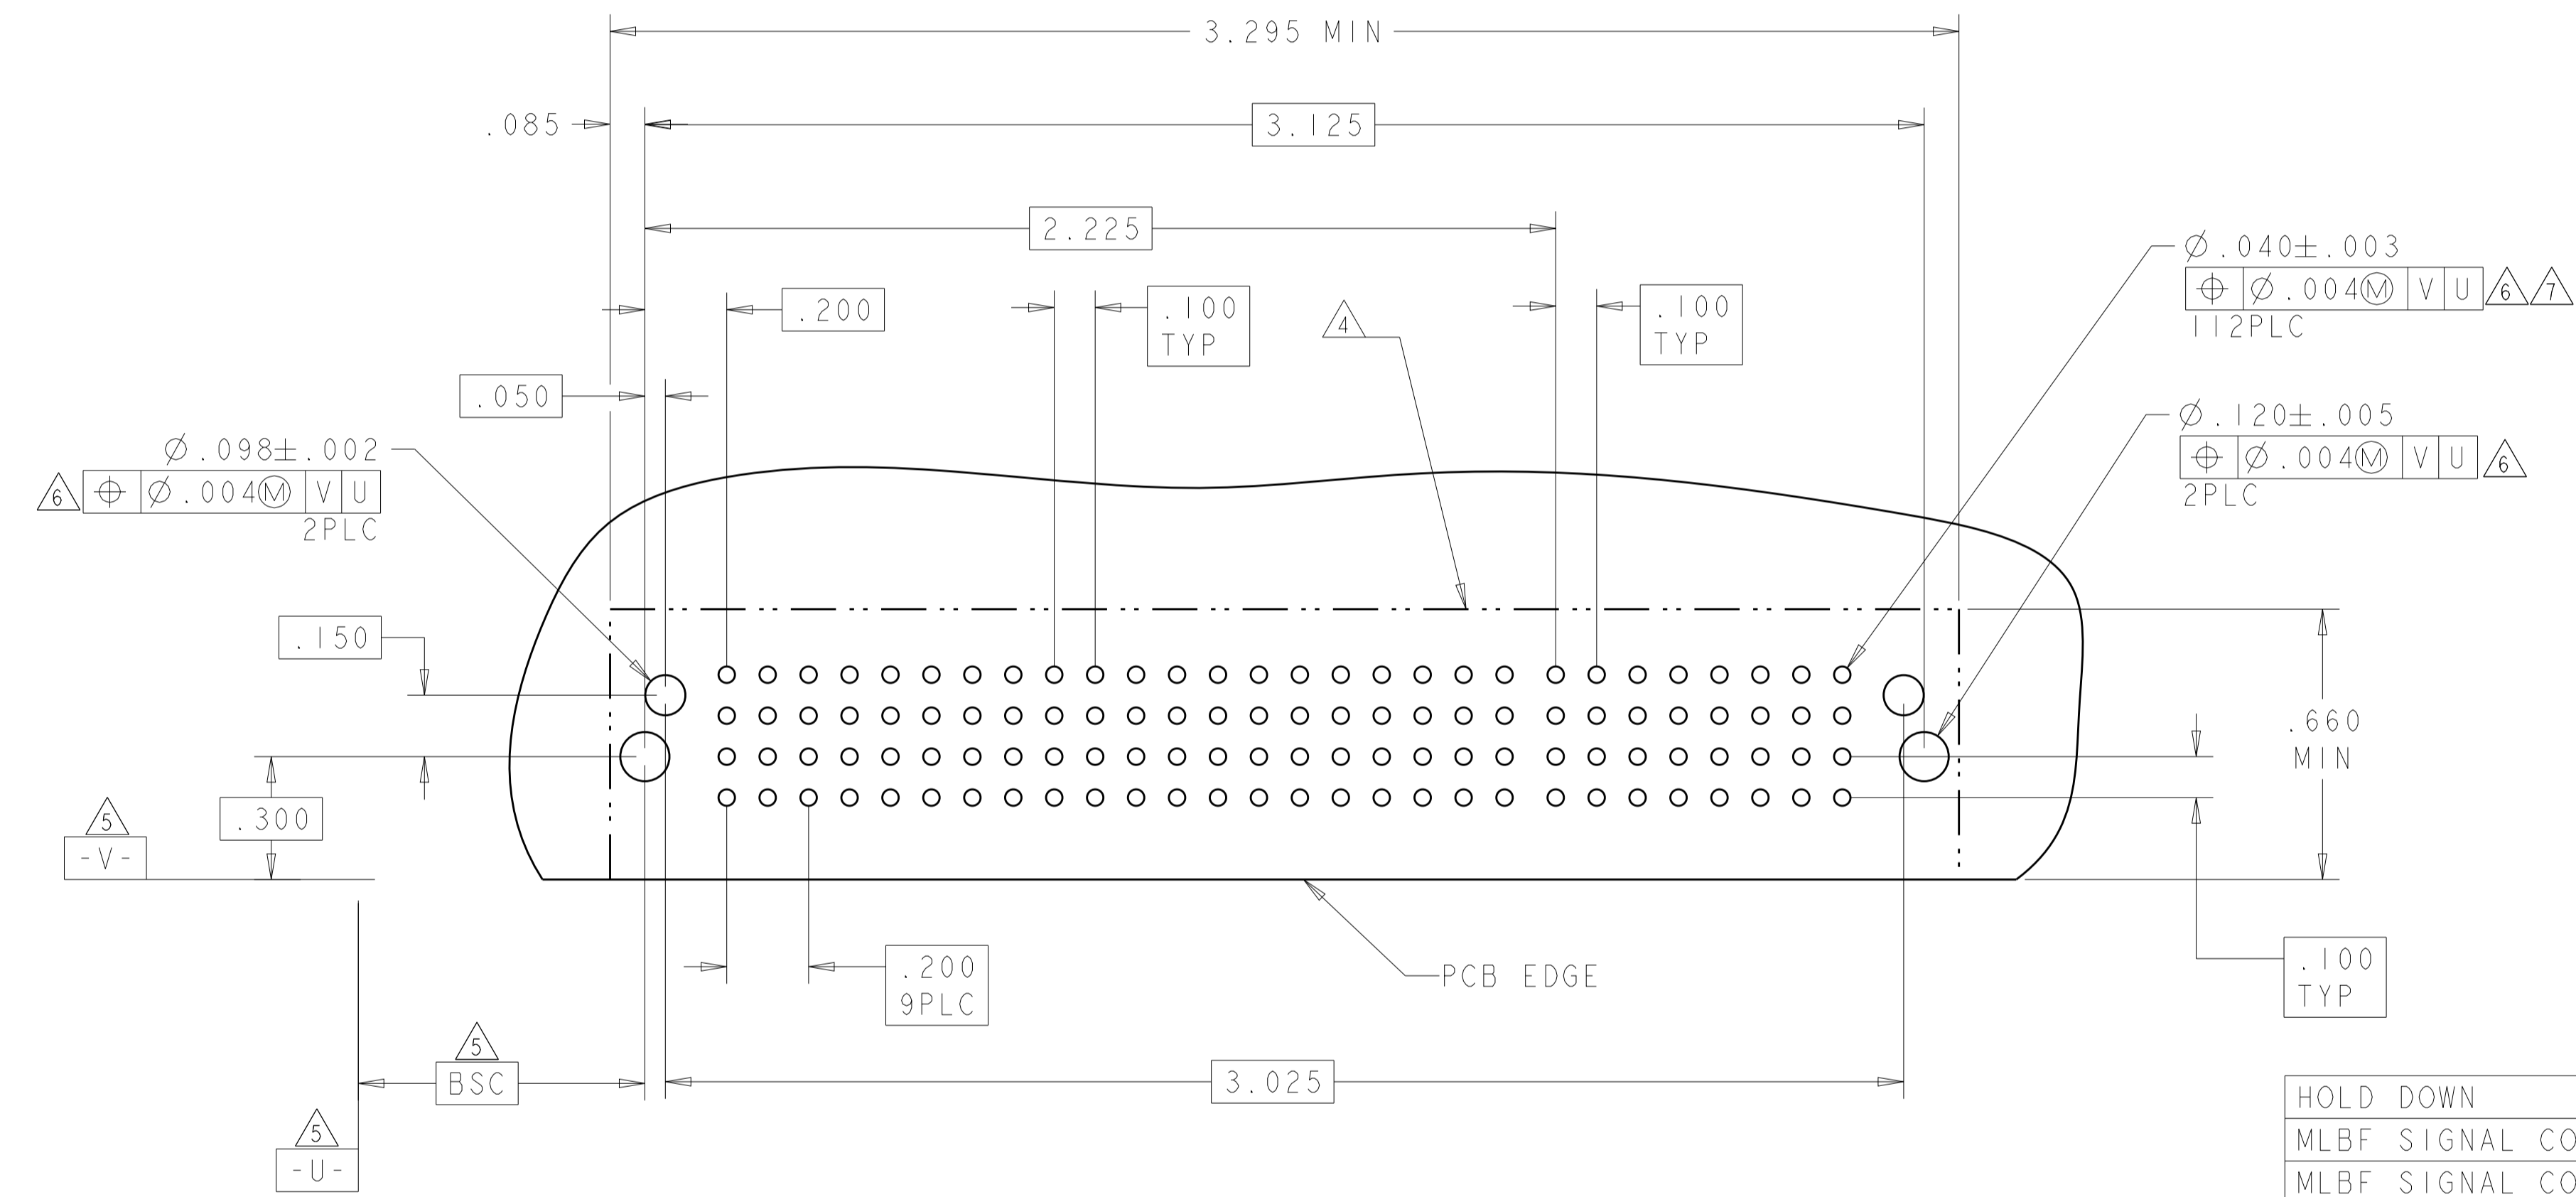 3.295 MIN
.085
3.125
2.225
.200
.100
TYP
4
.100
TYP
Ø.040±.003
⌖ Ø.004Ⓜ V U 6 7
112PLC
.050
Ø.120±.005
⌖ Ø.004Ⓜ V U 6
2PLC
Ø.098±.002
6 ⌖ Ø.004Ⓜ V U
2PLC
.150
.660
MIN
.300
5
-V-
.200
9PLC
PCB EDGE
.100
TYP
5
BSC
3.025
5
-U-
HOLD DOWN
MLBF SIGNAL CO
MLBF SIGNAL CO